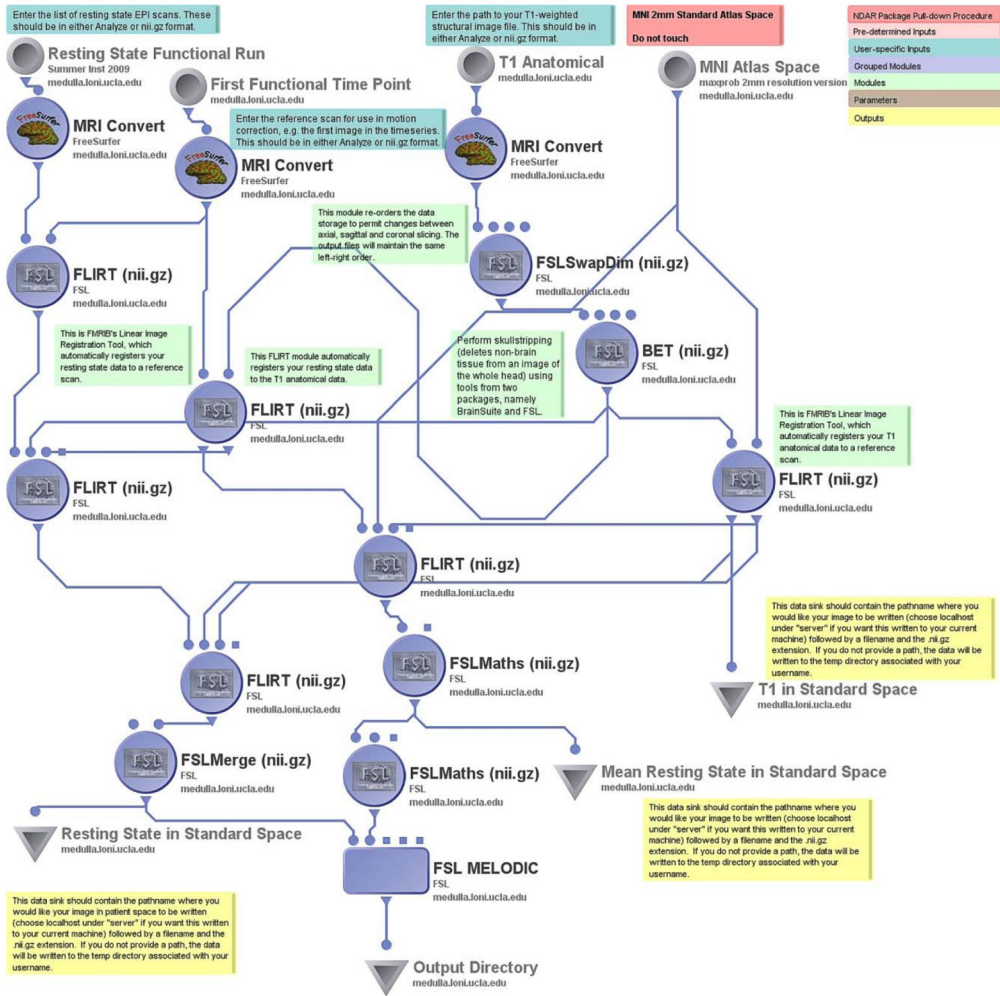 Enter the list of resting state EPI scans. These
should be in either Analyze or nii.gz format.
Resting State Functional Run
Summer Inst 2009
medulla.loni.ucla.edu
First Functional Time Point
medulla.loni.ucla.edu
Enter the path to your T1-weighted
structural image file. This should be in
either Analyze or nii.gz format.
T1 Anatomical
medulla.loni.ucla.edu
MNI 2mm Standard Atlas Space
Do not touch
MNI Atlas Space
maxprob 2mm resolution version
medulla.loni.ucla.edu
NDAR Package Pull-down Procedure
Pre-determined Inputs
User-specific Inputs
Grouped Modules
Modules
Parameters
Outputs
FreeSurfer
MRI Convert
FreeSurfer
medulla.loni.ucla.edu
Enter the reference scan for use in motion
correction, e.g. the first image in the timeseries.
This should be in either Analyze or nii.gz format.
FreeSurfer
MRI Convert
FreeSurfer
medulla.loni.ucla.edu
FreeSurfer
MRI Convert
FreeSurfer
medulla.loni.ucla.edu
This module re-orders the data
storage to permit changes between
axial, sagittal and coronal slicing. The
output files will maintain the same
left-right order.
FSL
FLIRT (nii.gz)
FSL
medulla.loni.ucla.edu
FSL
FSLSwapDim (nii.gz)
FSL
medulla.loni.ucla.edu
This is FMRIB's Linear Image
Registration Tool, which
automatically registers your
resting state data to a reference
scan.
This FLIRT module automatically
registers your resting state data
to the T1 anatomical data.
Perform skullstripping
(deletes non-brain
tissue from an image of
the whole head) using
tools from two
packages, namely
BrainSuite and FSL.
FSL
BET (nii.gz)
FSL
medulla.loni.ucla.edu
FSL
FLIRT (nii.gz)
FSL
medulla.loni.ucla.edu
This is FMRIB's Linear Image
Registration Tool, which
automatically registers your T1
anatomical data to a reference
scan.
FSL
FLIRT (nii.gz)
FSL
medulla.loni.ucla.edu
FSL
FLIRT (nii.gz)
FSL
medulla.loni.ucla.edu
FSL
FLIRT (nii.gz)
FSL
medulla.loni.ucla.edu
This data sink should contain the pathname where you
would like your image to be written (choose localhost
under "server" if you want this written to your current
machine) followed by a filename and the .nii.gz
extension. If you do not provide a path, the data will be
written to the temp directory associated with your
username.
FSL
FLIRT (nii.gz)
FSL
medulla.loni.ucla.edu
FSL
FSLMaths (nii.gz)
FSL
medulla.loni.ucla.edu
T1 in Standard Space
medulla.loni.ucla.edu
FSL
FSLMerge (nii.gz)
FSL
medulla.loni.ucla.edu
FSL
FSLMaths (nii.gz)
FSL
medulla.loni.ucla.edu
Mean Resting State in Standard Space
medulla.loni.ucla.edu
This data sink should contain the pathname where you
would like your image to be written (choose localhost
under "server" if you want this written to your current
machine) followed by a filename and the .nii.gz
extension. If you do not provide a path, the data will be
written to the temp directory associated with your
username.
Resting State in Standard Space
medulla.loni.ucla.edu
FSL MELODIC
FSL
medulla.loni.ucla.edu
This data sink should contain the pathname where you
would like your image in patient space to be written
(choose localhost under "server" if you want this written
to your current machine) followed by a filename and the
.nii.gz extension. If you do not provide a path, the data
will be written to the temp directory associated with your
username.
Output Directory
medulla.loni.ucla.edu